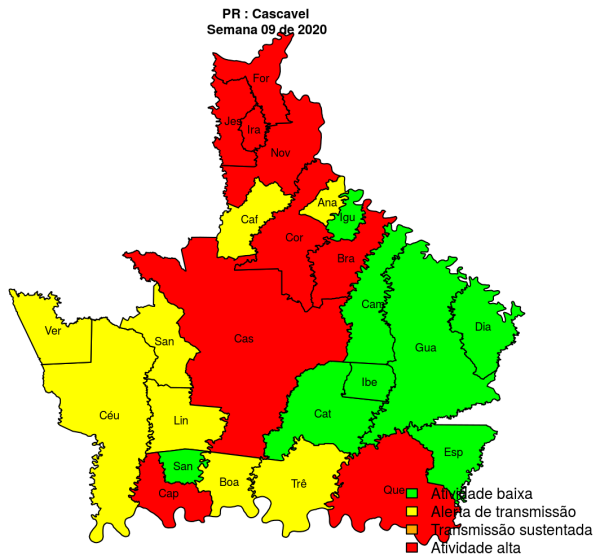 PR : Cascavel
Semana 09 de 2020
For
Jes
Ira
Nov
Ana
Caf
Igu
Cor
Bra
Cam
Ver
Dia
San
Cas
Gua
Ibe
Céu
Cat
Lin
Esp
San
Boa
Trê
Cap
Que
Atividade baixa
Alerta de transmissão
Transmissão sustentada
Atividade alta